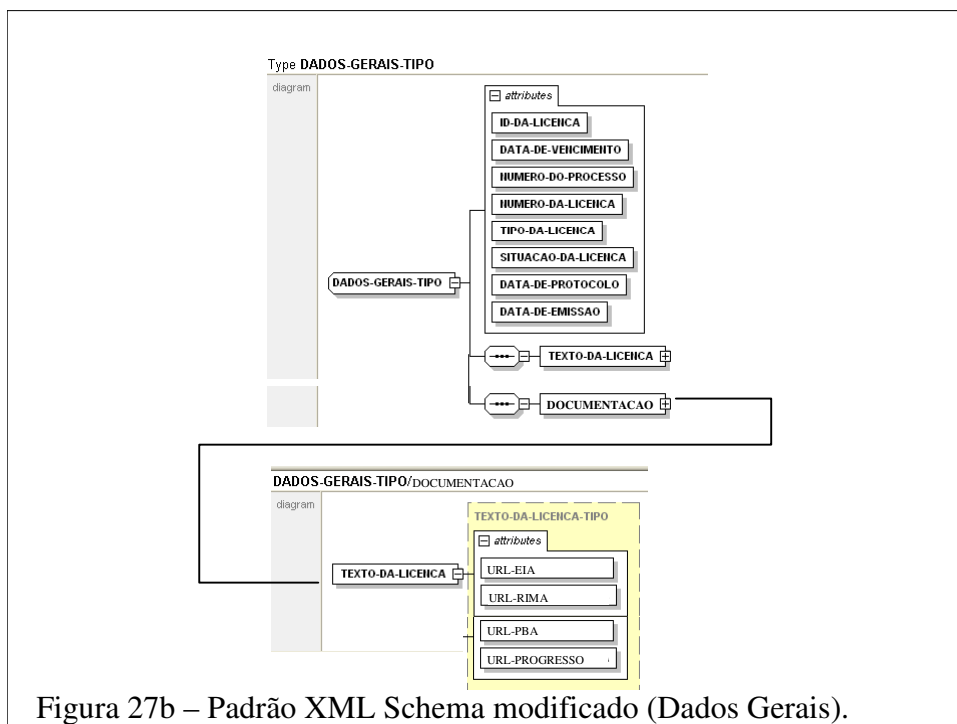 Type DADOS-GERAIS-TIPO
diagram
attributes
ID-DA-LICENCA
DATA-DE-VENCIMENTO
NUMERO-DO-PROCESSO
NUMERO-DA-LICENCA
TIPO-DA-LICENCA
SITUACAO-DA-LICENCA
DADOS-GERAIS-TIPO
DATA-DE-PROTOCOLO
DATA-DE-EMISSAO
TEXTO-DA-LICENCA
DOCUMENTACAO
DADOS-GERAIS-TIPO/DOCUMENTACAO
diagram
TEXTO-DA-LICENCA-TIPO
attributes
TEXTO-DA-LICENCA
URL-EIA
URL-RIMA
URL-PBA
URL-PROGRESSO
Figura 27b – Padrão XML Schema modificado (Dados Gerais).